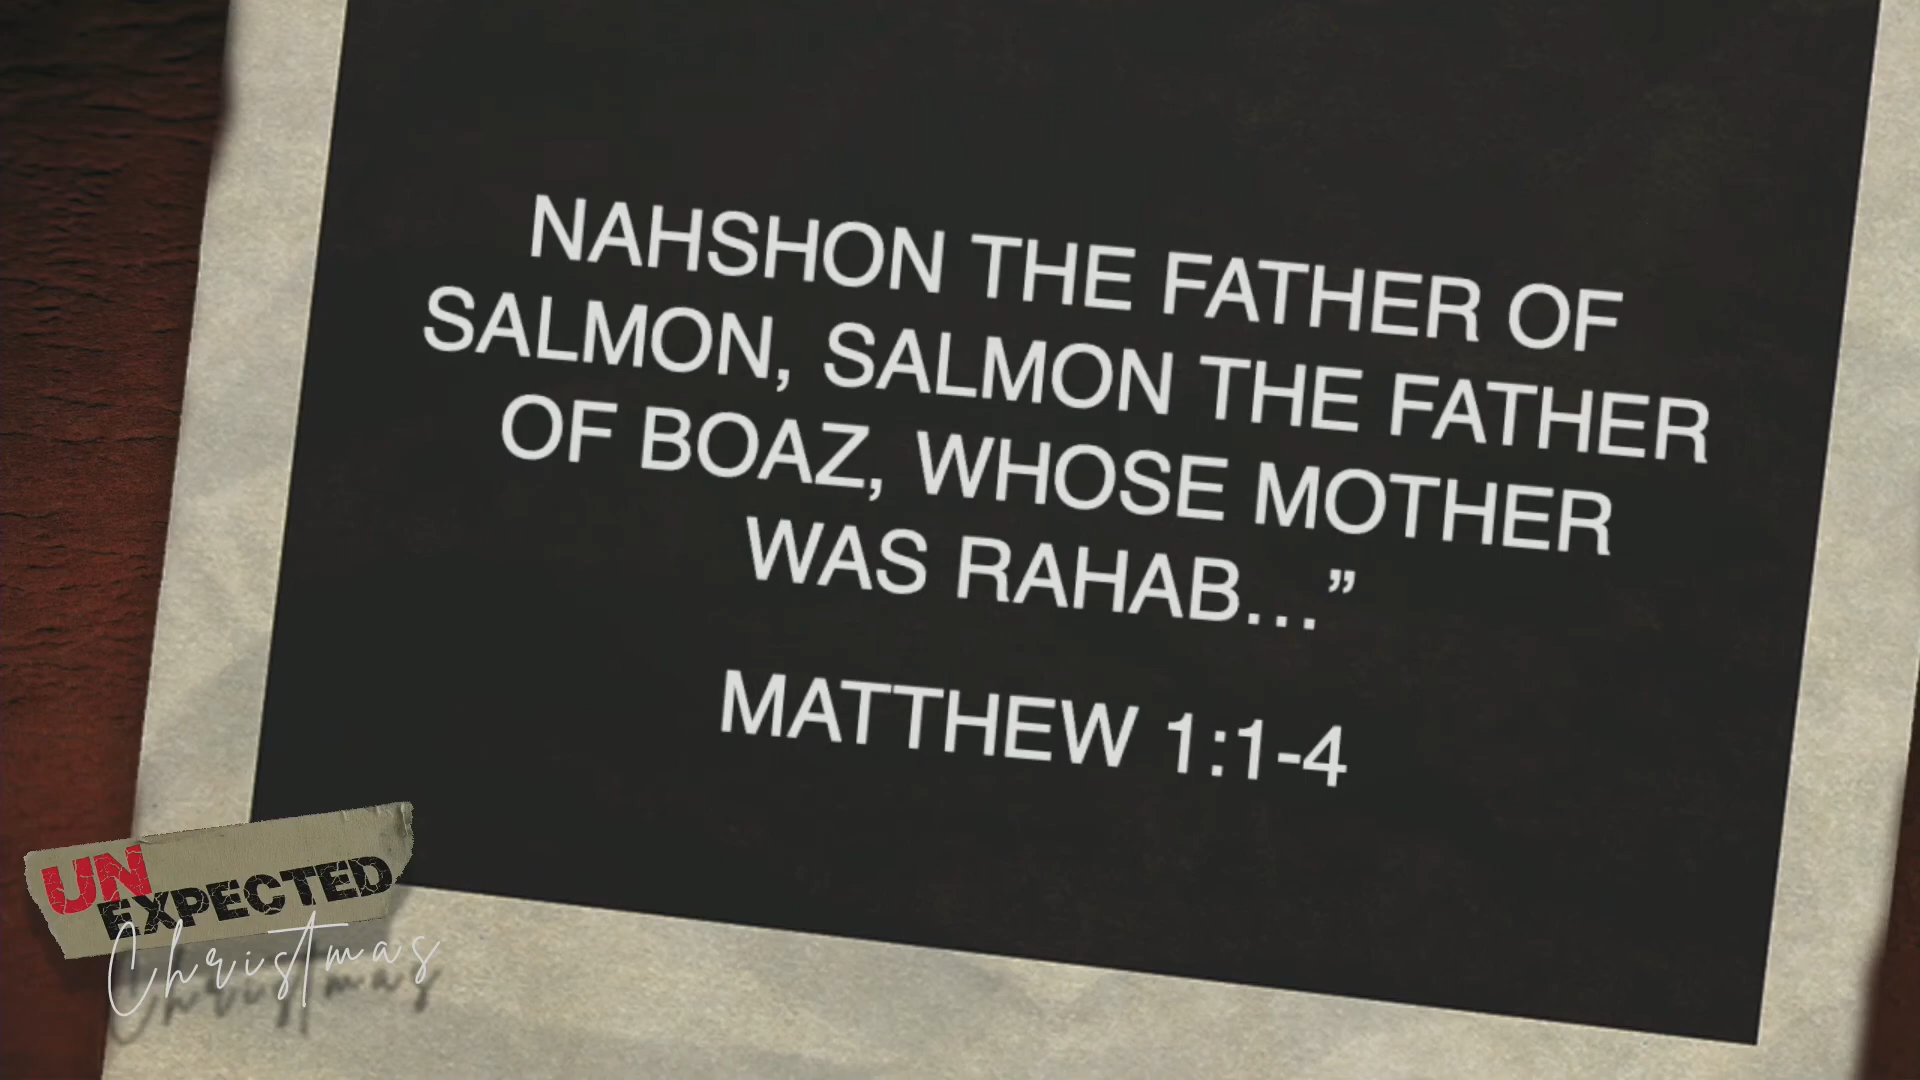 NAHSHON THE FATHER OF
SALMON, SALMON THE FATHER
OF BOAZ, WHOSE MOTHER
WAS RAHAB…”
MATTHEW 1:1-4
UN
EXPECTED
Christmas